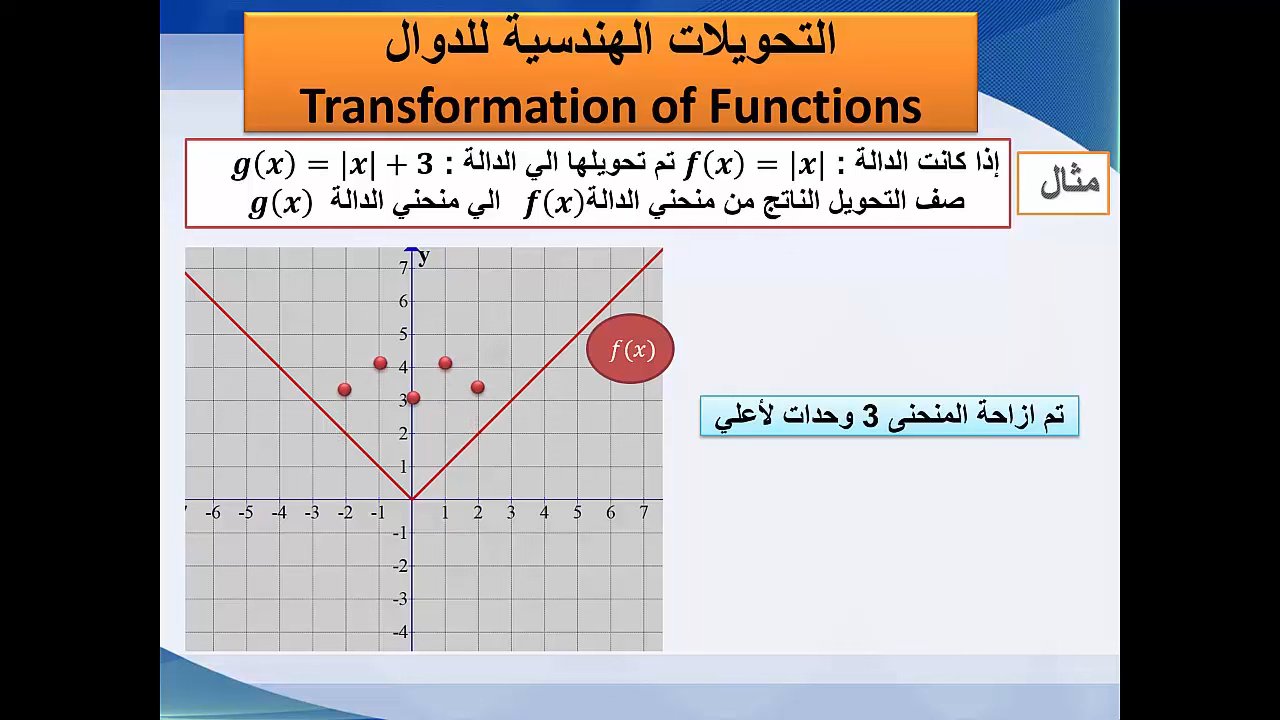 التحويلات الهندسية للدوال
Transformation of Functions
مثال
إذا كانت الدالة : f(x) = |x| تم تحويلها الي الدالة : g(x) = |x| + 3
صف التحويل الناتج من منحني الدالة f(x) الي منحني الدالة g(x)
y
7
6
5
4
3
2
1
-6 -5 -4 -3 -2 -1 1 2 3 4 5 6 7
-1
-2
-3
-4
f(x)
تم ازاحة المنحنى 3 وحدات لأعلي